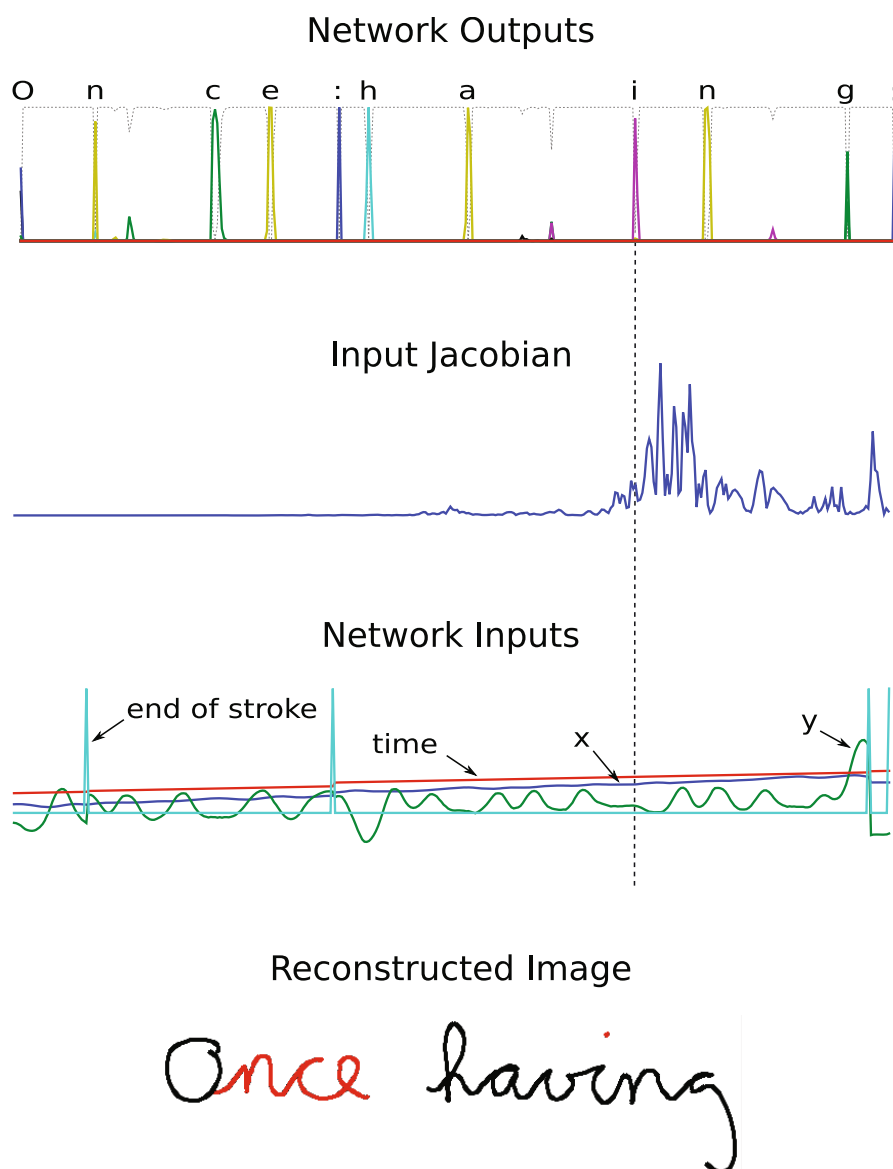 Network Outputs
O n c e : h a i n g :
Input Jacobian
Network Inputs
end of stroke
time
x
y
Reconstructed Image
Once having